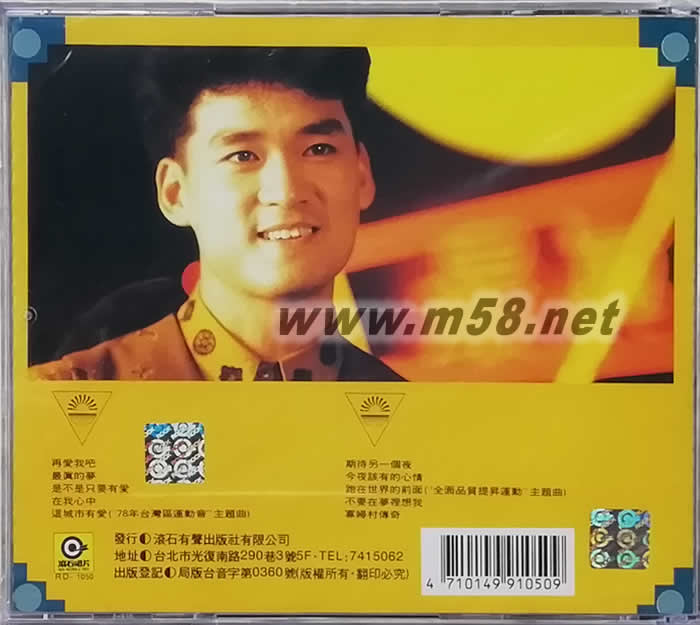 www.m58.net
再愛我吧
最真的夢
是不是只要有愛
在我心中
這城市有愛("78年台灣區運動會"主題曲)
期待另一個夜
今夜該有的心情
跑在世界的前面("全面品質提昇運動"主題曲)
不要在夢裡想我
寡婦村傳奇
滾石唱片
RD-1050
發行 滾石有聲出版社有限公司
地址 台北市光復南路290巷3號5F·TEL:7415062
出版登記 局版台音字第0360號(版權所有·翻印必究)
4 710149 910509